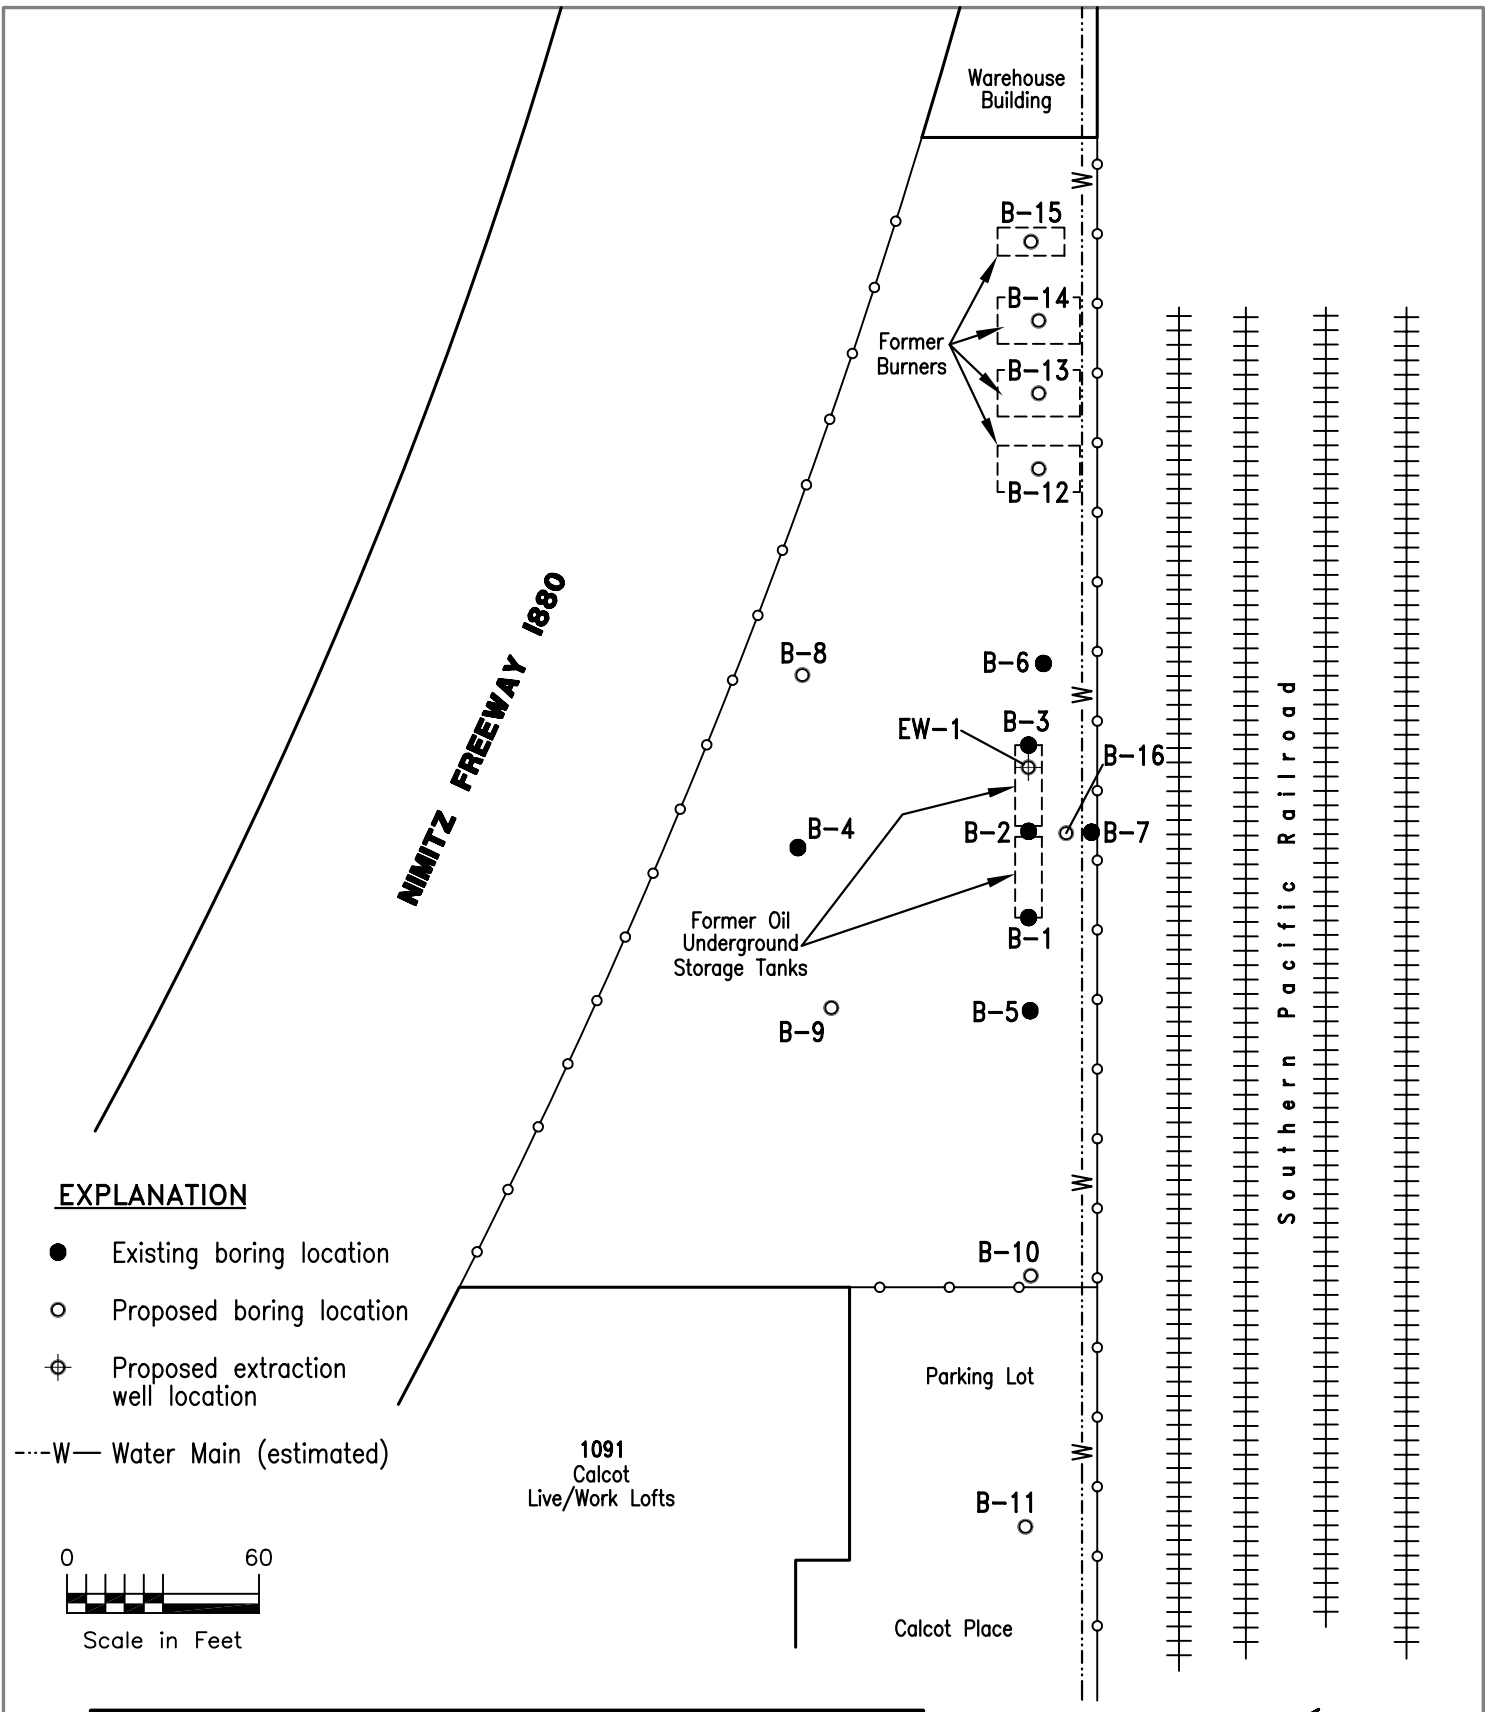 Warehouse
Building
W
B-15
B-14
Former
Burners
B-13
B-12
NIMITZ FREEWAY I880
B-8
B-6
W
EW-1
B-3
B-16
B-4
B-2
B-7
Former Oil
Underground
Storage Tanks
B-1
B-9
B-5
Southern Pacific Railroad
W
EXPLANATION
Existing boring location
Proposed boring location
Proposed extraction
well location
W Water Main (estimated)
B-10
Parking Lot
W
1091
Calcot
Live/Work Lofts
B-11
Calcot Place
0 60
Scale in Feet